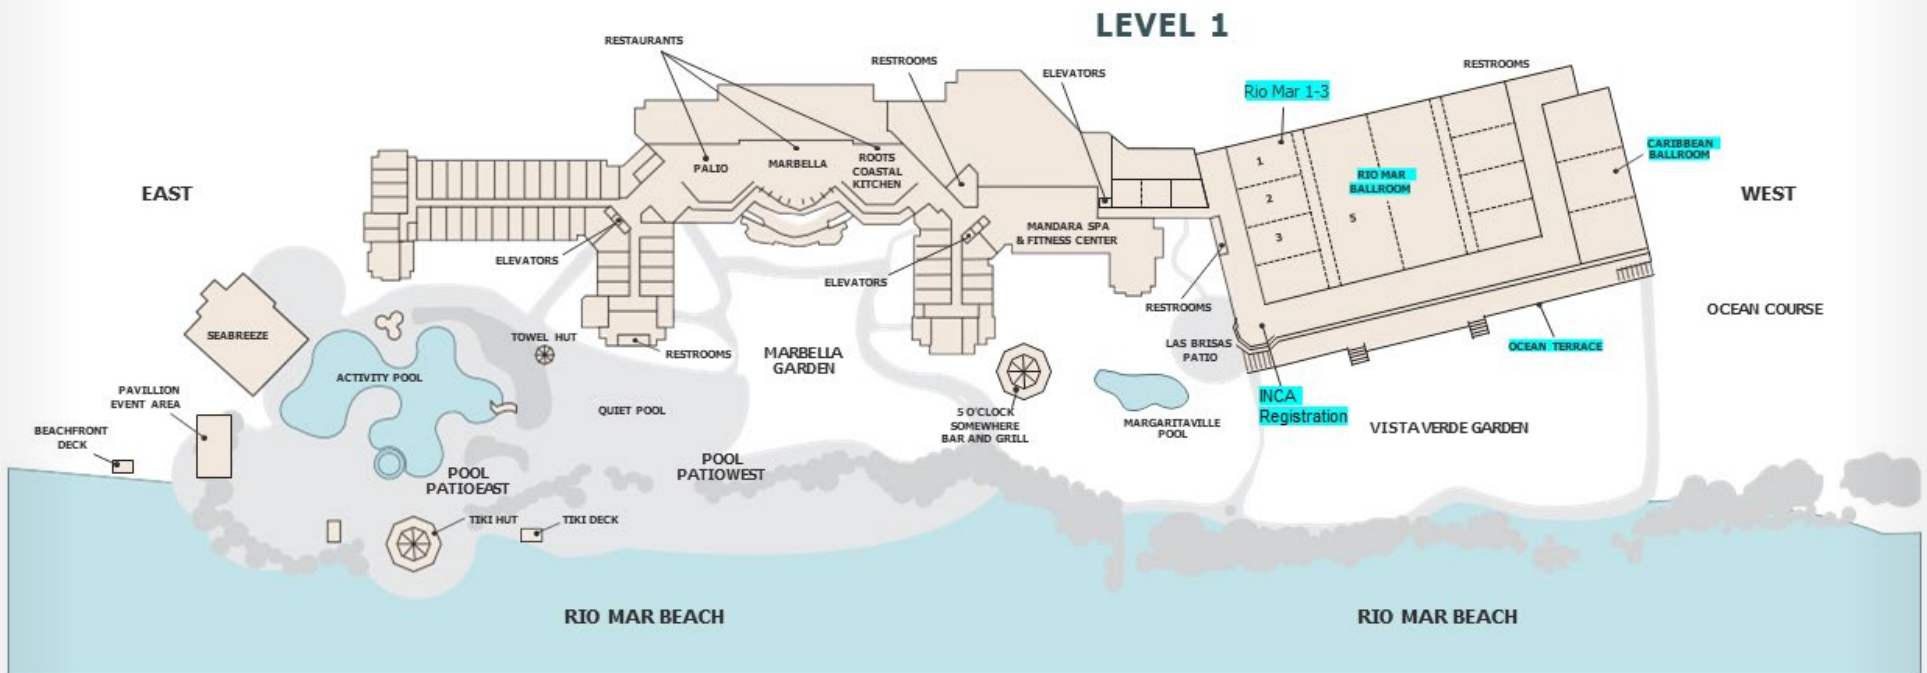 LEVEL 1
RESTAURANTS
RESTROOMS
ELEVATORS
RESTROOMS
Rio Mar 1-3
CARIBBEAN
BALLROOM
PALIO
MARBELLA
ROOTS
COASTAL
KITCHEN
1
RIO MAR
BALLROOM
EAST
WEST
2
5
3
MANDARA SPA
& FITNESS CENTER
ELEVATORS
ELEVATORS
RESTROOMS
OCEAN COURSE
SEABREEZE
TOWEL HUT
RESTROOMS
MARBELLA
GARDEN
LAS BRISAS
PATIO
OCEAN TERRACE
ACTIVITY POOL
PAVILLION
EVENT AREA
QUIET POOL
5 O'CLOCK
SOMEWHERE
BAR AND GRILL
MARGARITAVILLE
POOL
INCA
Registration
VISTAVERDE GARDEN
BEACHFRONT
DECK
POOL
PATIOEAST
POOL
PATIOWEST
TIKI HUT
TIKI DECK
RIO MAR BEACH
RIO MAR BEACH